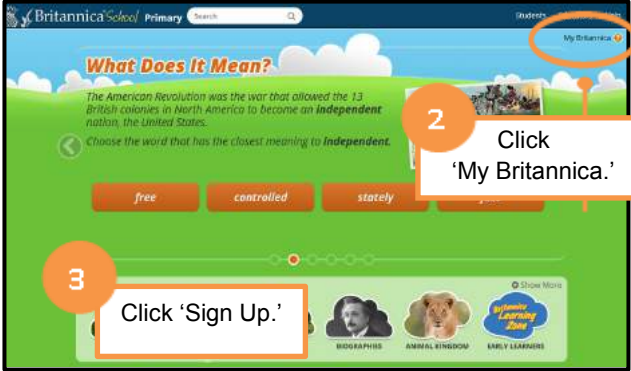 Britannica School Primary
Search
Students
My Britannica
What Does It Mean?
The American Revolution was the war that allowed the 13
British colonies in North America to become an independent
nation, the United States.
Choose the word that has the closest meaning to independent.
2
Click
'My Britannica.'
free
controlled
stately
3
Click 'Sign Up.'
Show More
BIOGRAPHIES
ANIMAL KINGDOM
Britannica
Learning
Zone
EARLY LEARNERS